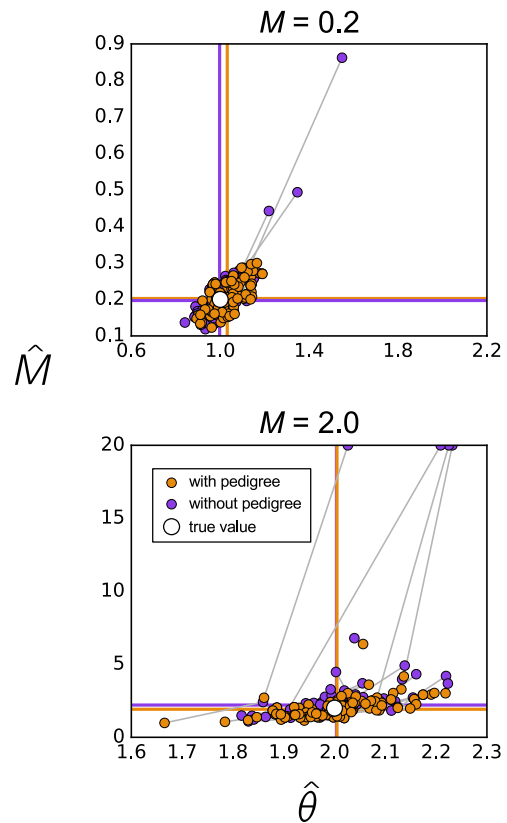 M = 0.2
0.9
0.8
0.7
0.6
0.5
0.4
0.3
0.2
0.1
0.6 1.0 1.4 1.8 2.2
M̂
M = 2.0
20
15
10
5
0
with pedigree
without pedigree
true value
1.6 1.7 1.8 1.9 2.0 2.1 2.2 2.3
θ̂